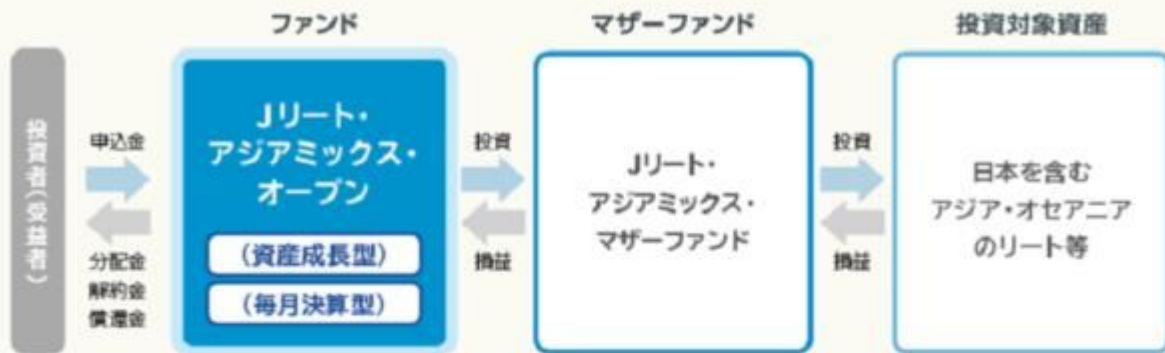 ファンド
マザーファンド
投資対象資産
投資者(受益者)
申込金
分配金
解約金
償還金
Jリート・
アジアミックス・
オープン
(資産成長型)
(毎月決算型)
投資
損益
Jリート・
アジアミックス・
マザーファンド
投資
損益
日本を含む
アジア・オセアニア
のリート等